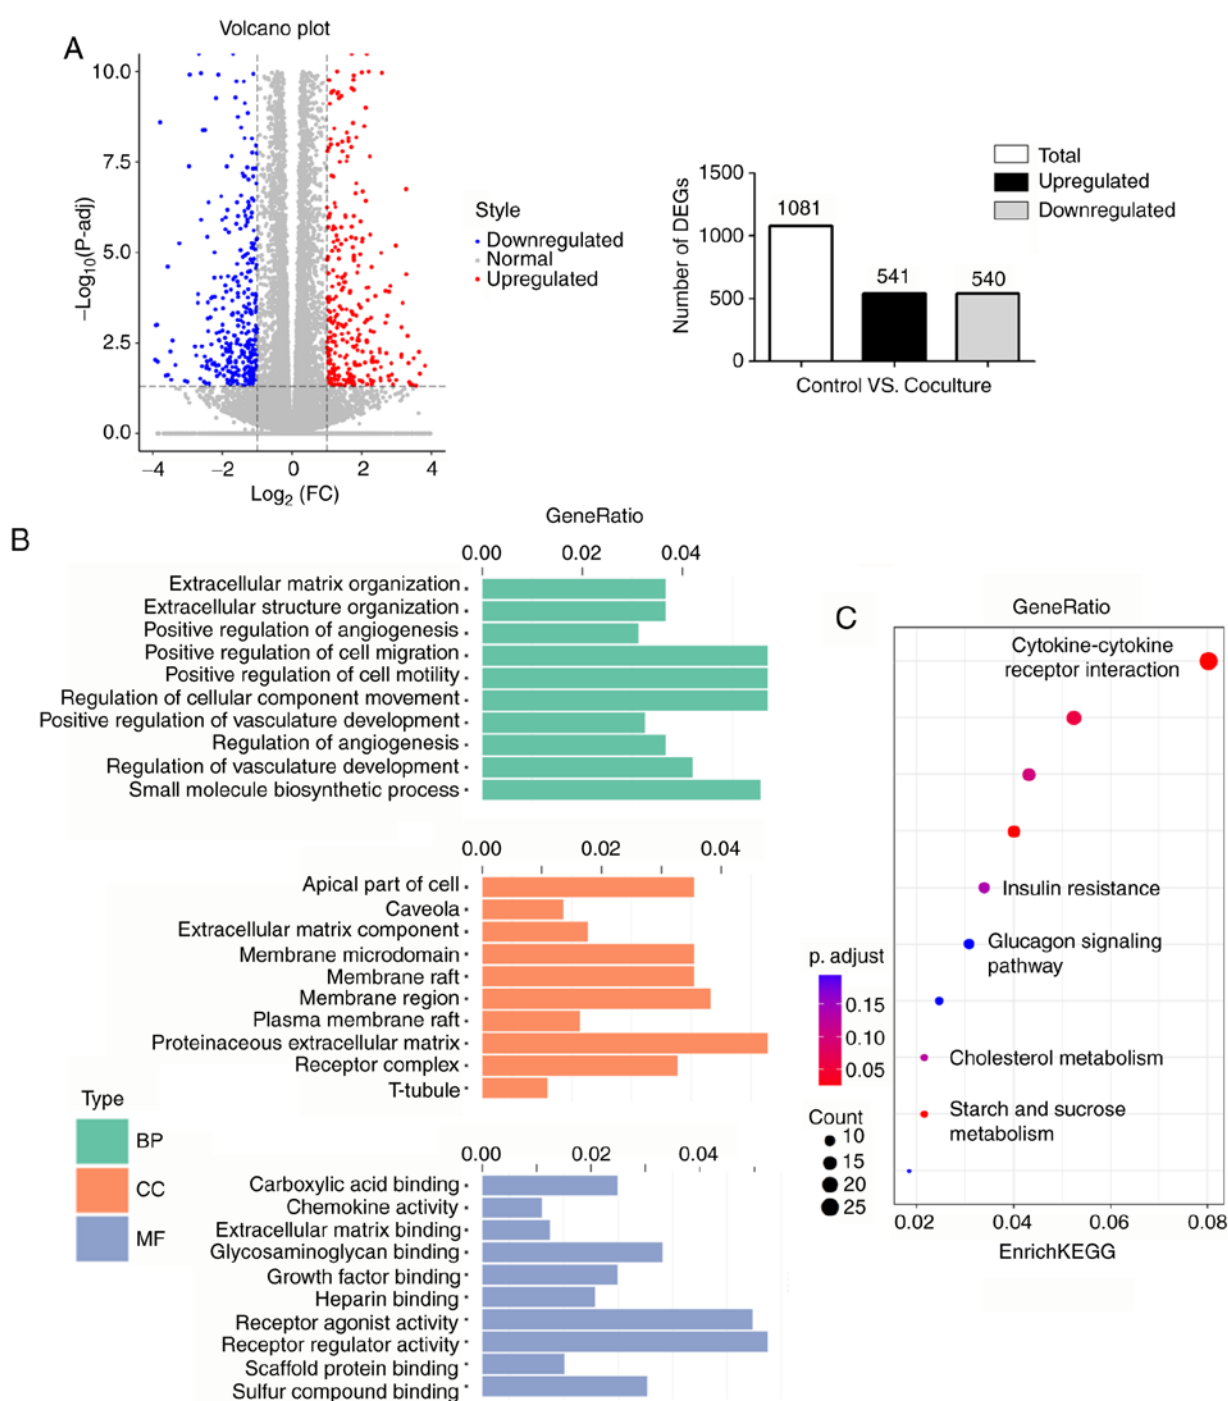 A
Volcano plot
10.0
7.5
5.0
2.5
0.0
−Log10(P-adj)
−4
−2
0
2
4
Log2 (FC)
Style
Downregulated
Normal
Upregulated
Total
Upregulated
Downregulated
Number of DEGs
1500
1000
500
0
1081
541
540
Control VS. Coculture
B
GeneRatio
0.00
0.02
0.04
Extracellular matrix organization
Extracellular structure organization
Positive regulation of angiogenesis
Positive regulation of cell migration
Positive regulation of cell motility
Regulation of cellular component movement
Positive regulation of vasculature development
Regulation of angiogenesis
Regulation of vasculature development
Small molecule biosynthetic process
0.00
0.02
0.04
Apical part of cell
Caveola
Extracellular matrix component
Membrane microdomain
Membrane raft
Membrane region
Plasma membrane raft
Proteinaceous extracellular matrix
Receptor complex
T-tubule
Type
BP
CC
MF
0.00
0.02
0.04
Carboxylic acid binding
Chemokine activity
Extracellular matrix binding
Glycosaminoglycan binding
Growth factor binding
Heparin binding
Receptor agonist activity
Receptor regulator activity
Scaffold protein binding
Sulfur compound binding
C
GeneRatio
Cytokine-cytokine
receptor interaction
Insulin resistance
Glucagon signaling
pathway
Cholesterol metabolism
Starch and sucrose
metabolism
p. adjust
0.15
0.10
0.05
Count
10
15
20
25
0.02
0.04
0.06
0.08
EnrichKEGG